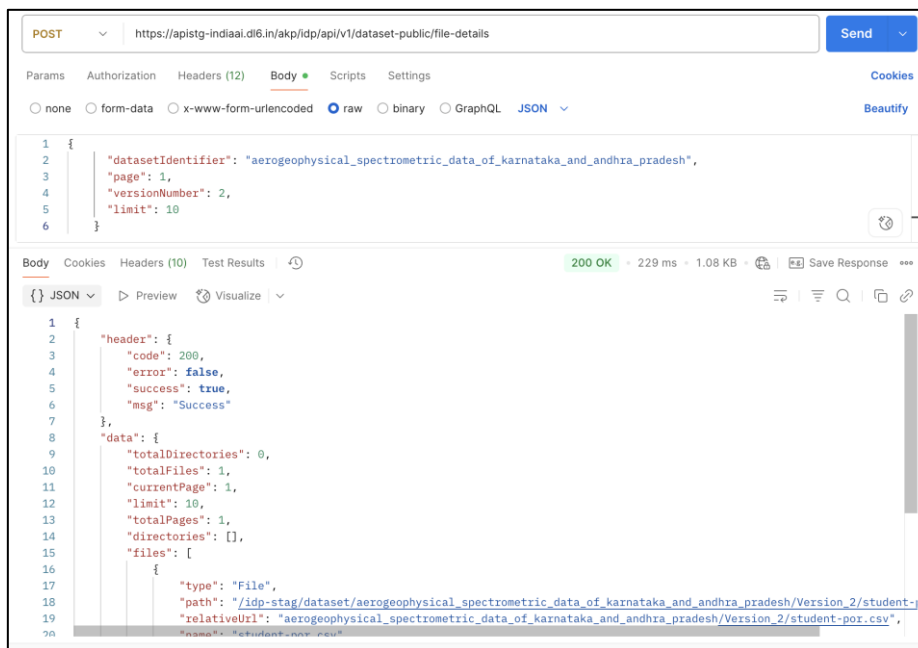 POST https://apistg-indiaai.dl6.in/akp/idp/api/v1/dataset-public/file-details Send
Params Authorization Headers (12) Body Scripts Settings Cookies
none form-data x-www-form-urlencoded raw binary GraphQL JSON Beautify
1 {
2 "datasetIdentifier": "aerogeophysical_spectrometric_data_of_karnataka_and_andhra_pradesh",
3 "page": 1,
4 "versionNumber": 2,
5 "limit": 10
6 }
Body Cookies Headers (10) Test Results 200 OK • 229 ms • 1.08 KB • e.g. Save Response
{} JSON Preview Visualize
1 {
2 "header": {
3 "code": 200,
4 "error": false,
5 "success": true,
6 "msg": "Success"
7 },
8 "data": {
9 "totalDirectories": 0,
10 "totalFiles": 1,
11 "currentPage": 1,
12 "limit": 10,
13 "totalPages": 1,
14 "directories": [],
15 "files": [
16 {
17 "type": "File",
18 "path": "/idp-stag/dataset/aerogeophysical_spectrometric_data_of_karnataka_and_andhra_pradesh/Version_2/student-
19 "relativeUrl": "aerogeophysical_spectrometric_data_of_karnataka_and_andhra_pradesh/Version_2/student-por.csv",
20 "name": "student-por.csv"